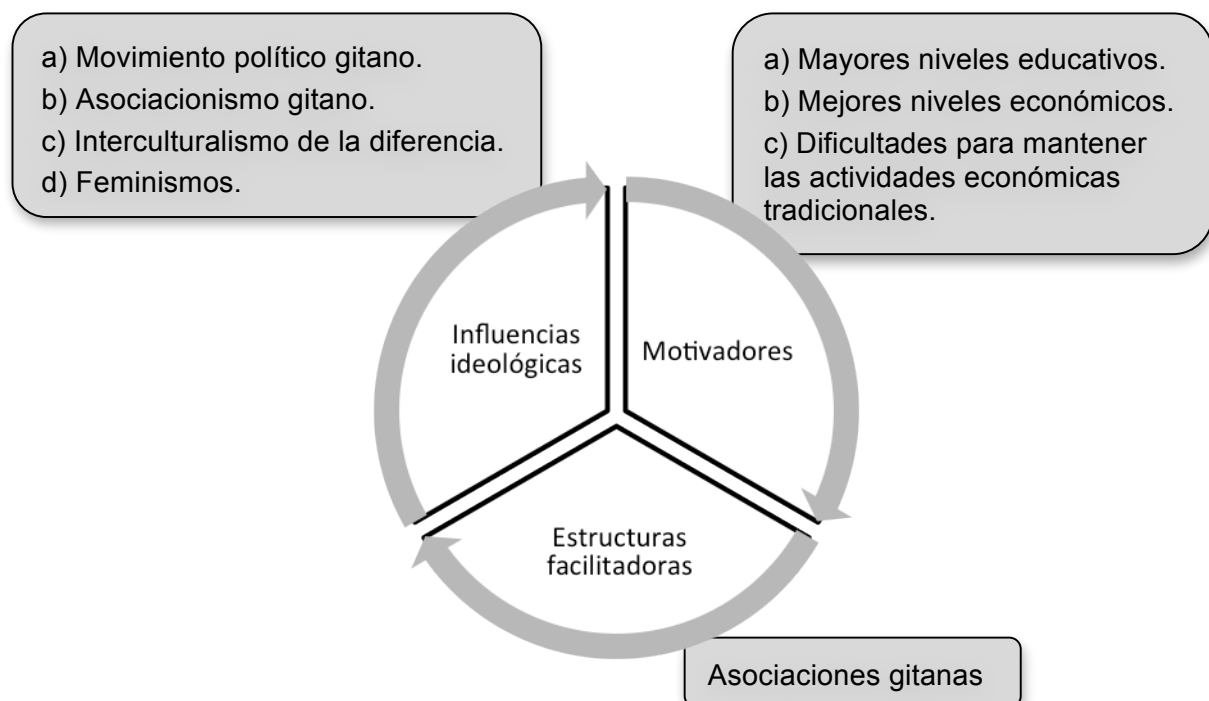 a) Movimiento político gitano.
b) Asociacionismo gitano.
c) Interculturalismo de la diferencia.
d) Feminismos.
a) Mayores niveles educativos.
b) Mejores niveles económicos.
c) Dificultades para mantener
las actividades económicas
tradicionales.
Influencias
ideológicas
Motivadores
Estructuras
facilitadoras
Asociaciones gitanas